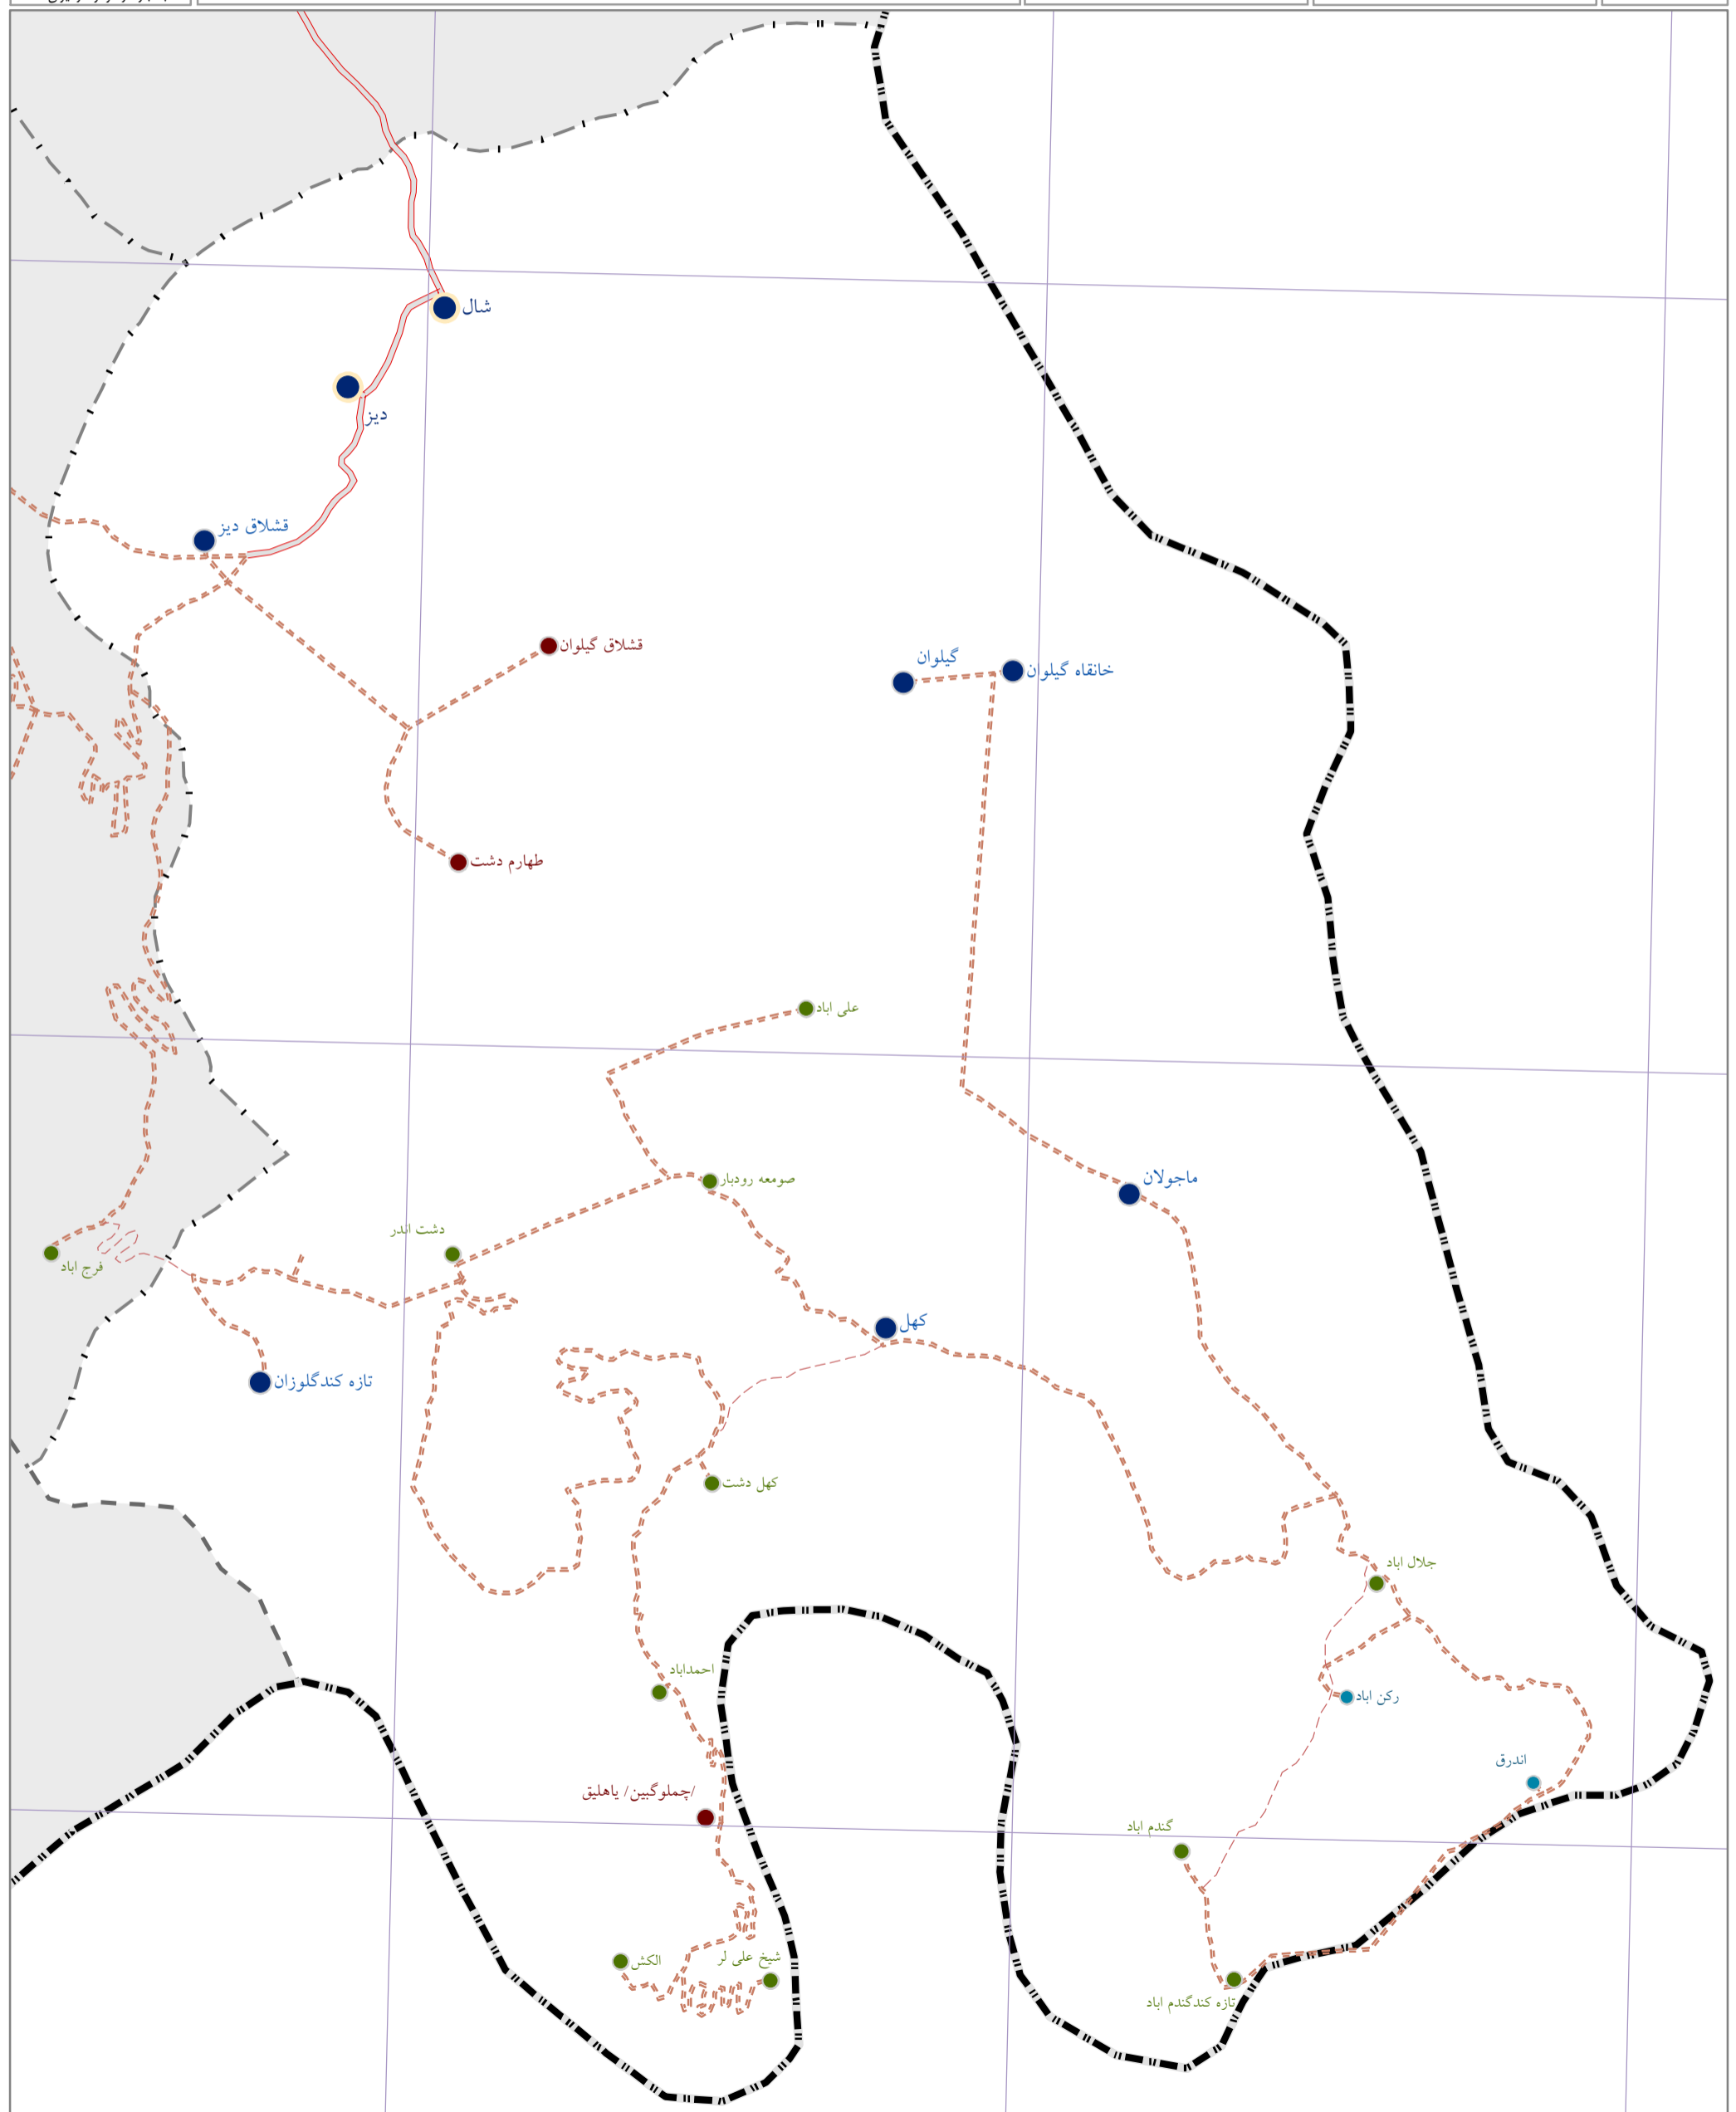 شال
دیز
قشلاق دیز
قشلاق گیلوان
گیلوان
خانقاه گیلوان
طهارم دشت
علی اباد
صومعه رودبار
ماجولان
دشت اندر
فرج اباد
کهل
تازه کندگلوزان
کهل دشت
جلال اباد
احمداباد
رکن اباد
اندرق
چملوگبین/ یاهلیق/
گندم اباد
الکش
شیخ علی لر
تازه کندگندم اباد